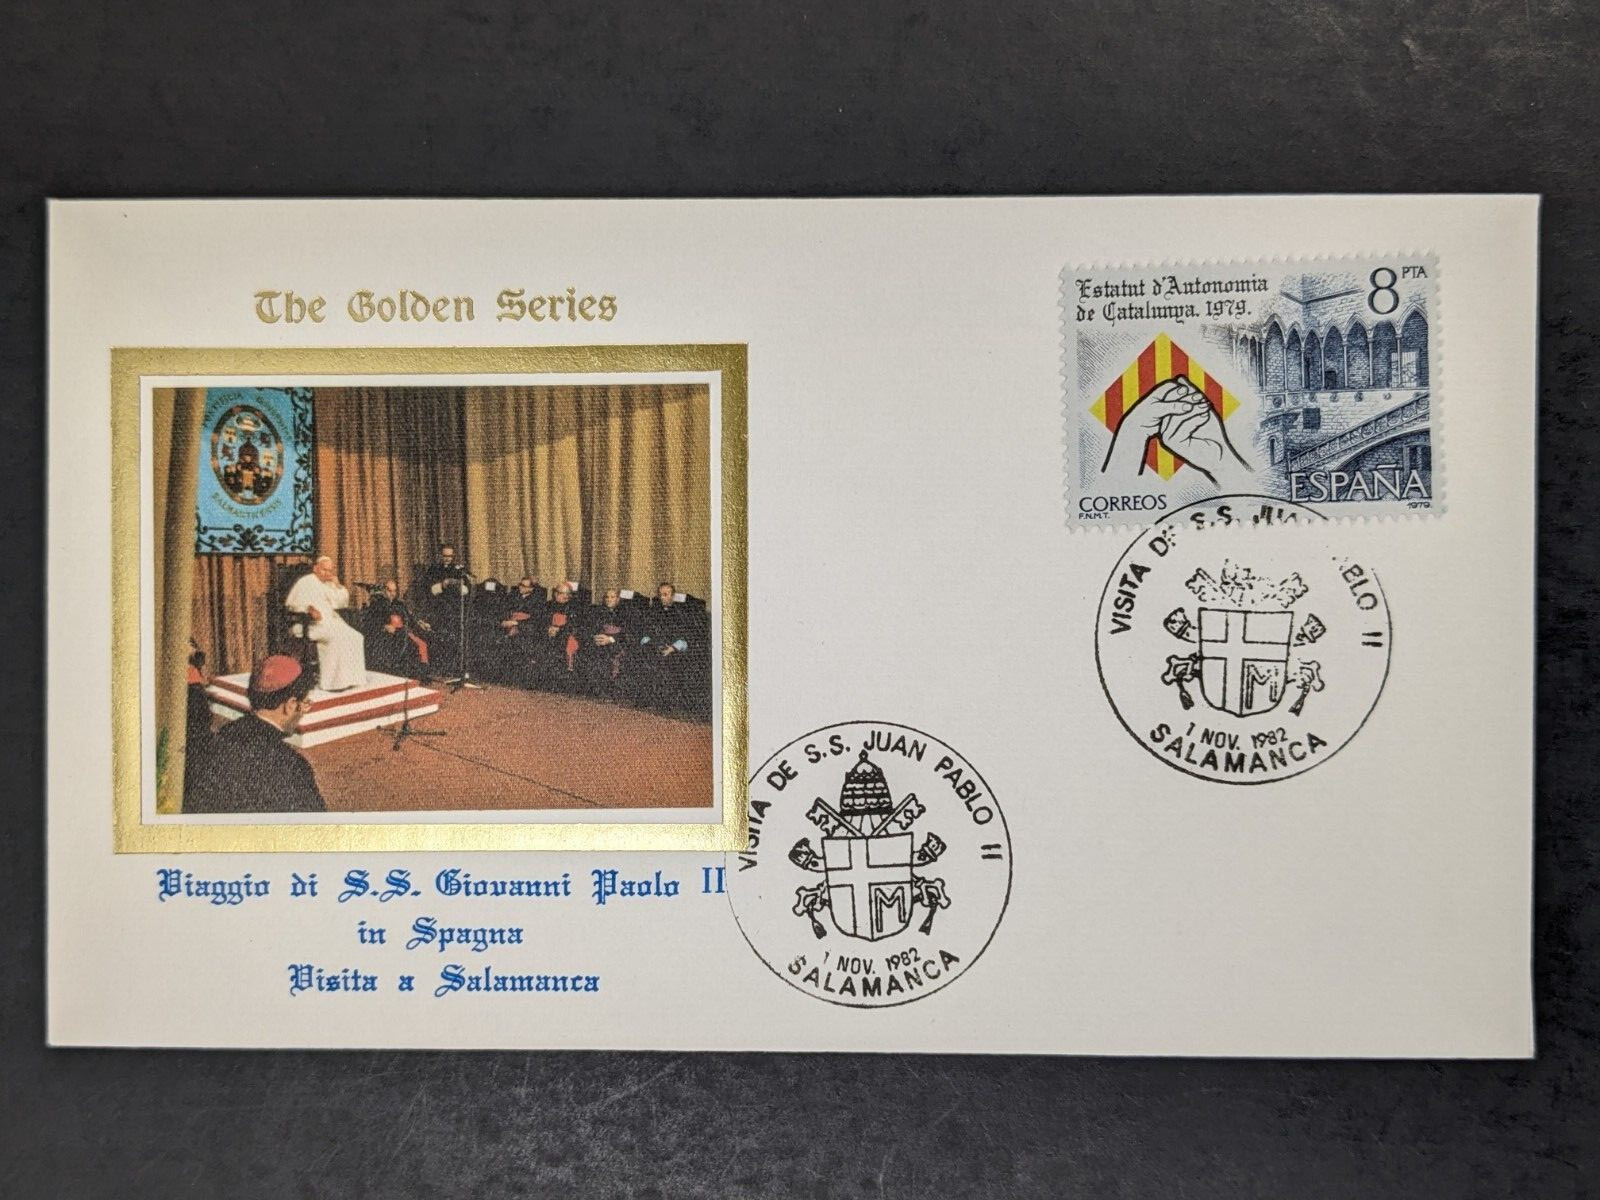 The Golden Series
SALMANTICENSIS
Viaggio di S.S. Giovanni Paolo II
in Spagna
Visita a Salamanca
Estatut d'Autonomia
de Catalunya. 1979.
8 PTA
CORREOS
F.N.M.T.
ESPAÑA
1979
VISITA DE S.S. JUAN PABLO II
1 NOV. 1982
SALAMANCA
VISITA DE S.S. JUAN PABLO II
M
1 NOV. 1982
SALAMANCA
M